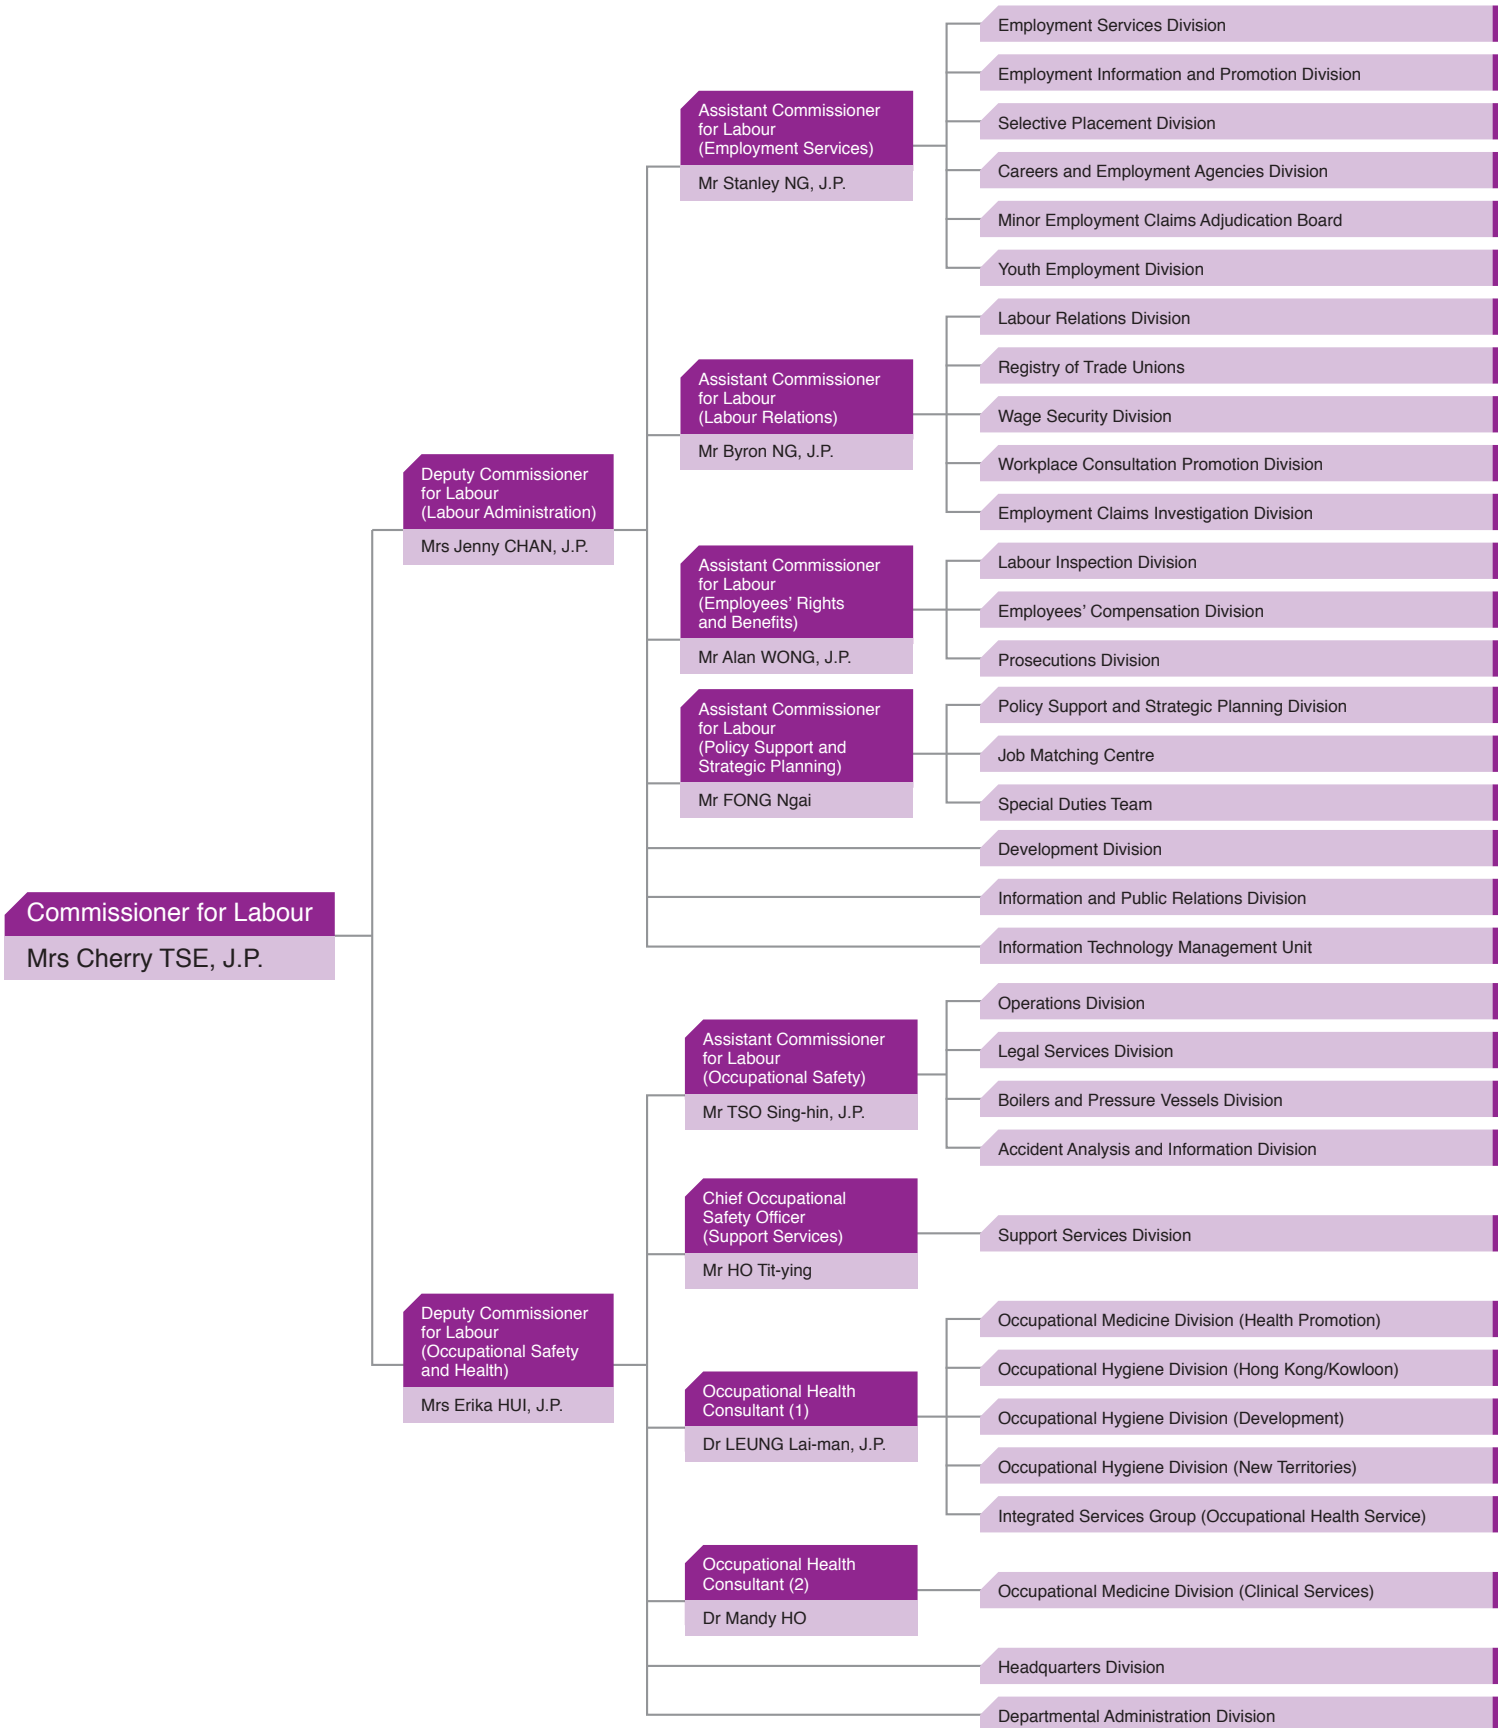 Commissioner for Labour
Mrs Cherry TSE, J.P.
Deputy Commissioner
for Labour
(Labour Administration)
Mrs Jenny CHAN, J.P.
Assistant Commissioner
for Labour
(Employment Services)
Mr Stanley NG, J.P.
Employment Services Division
Employment Information and Promotion Division
Selective Placement Division
Careers and Employment Agencies Division
Minor Employment Claims Adjudication Board
Youth Employment Division
Assistant Commissioner
for Labour
(Labour Relations)
Mr Byron NG, J.P.
Labour Relations Division
Registry of Trade Unions
Wage Security Division
Workplace Consultation Promotion Division
Employment Claims Investigation Division
Assistant Commissioner
for Labour
(Employees’ Rights
and Benefits)
Mr Alan WONG, J.P.
Labour Inspection Division
Employees’ Compensation Division
Prosecutions Division
Assistant Commissioner
for Labour
(Policy Support and
Strategic Planning)
Mr FONG Ngai
Policy Support and Strategic Planning Division
Job Matching Centre
Special Duties Team
Development Division
Information and Public Relations Division
Information Technology Management Unit
Deputy Commissioner
for Labour
(Occupational Safety
and Health)
Mrs Erika HUI, J.P.
Assistant Commissioner
for Labour
(Occupational Safety)
Mr TSO Sing-hin, J.P.
Operations Division
Legal Services Division
Boilers and Pressure Vessels Division
Accident Analysis and Information Division
Chief Occupational
Safety Officer
(Support Services)
Mr HO Tit-ying
Support Services Division
Occupational Health
Consultant (1)
Dr LEUNG Lai-man, J.P.
Occupational Medicine Division (Health Promotion)
Occupational Hygiene Division (Hong Kong/Kowloon)
Occupational Hygiene Division (Development)
Occupational Hygiene Division (New Territories)
Integrated Services Group (Occupational Health Service)
Occupational Health
Consultant (2)
Dr Mandy HO
Occupational Medicine Division (Clinical Services)
Headquarters Division
Departmental Administration Division